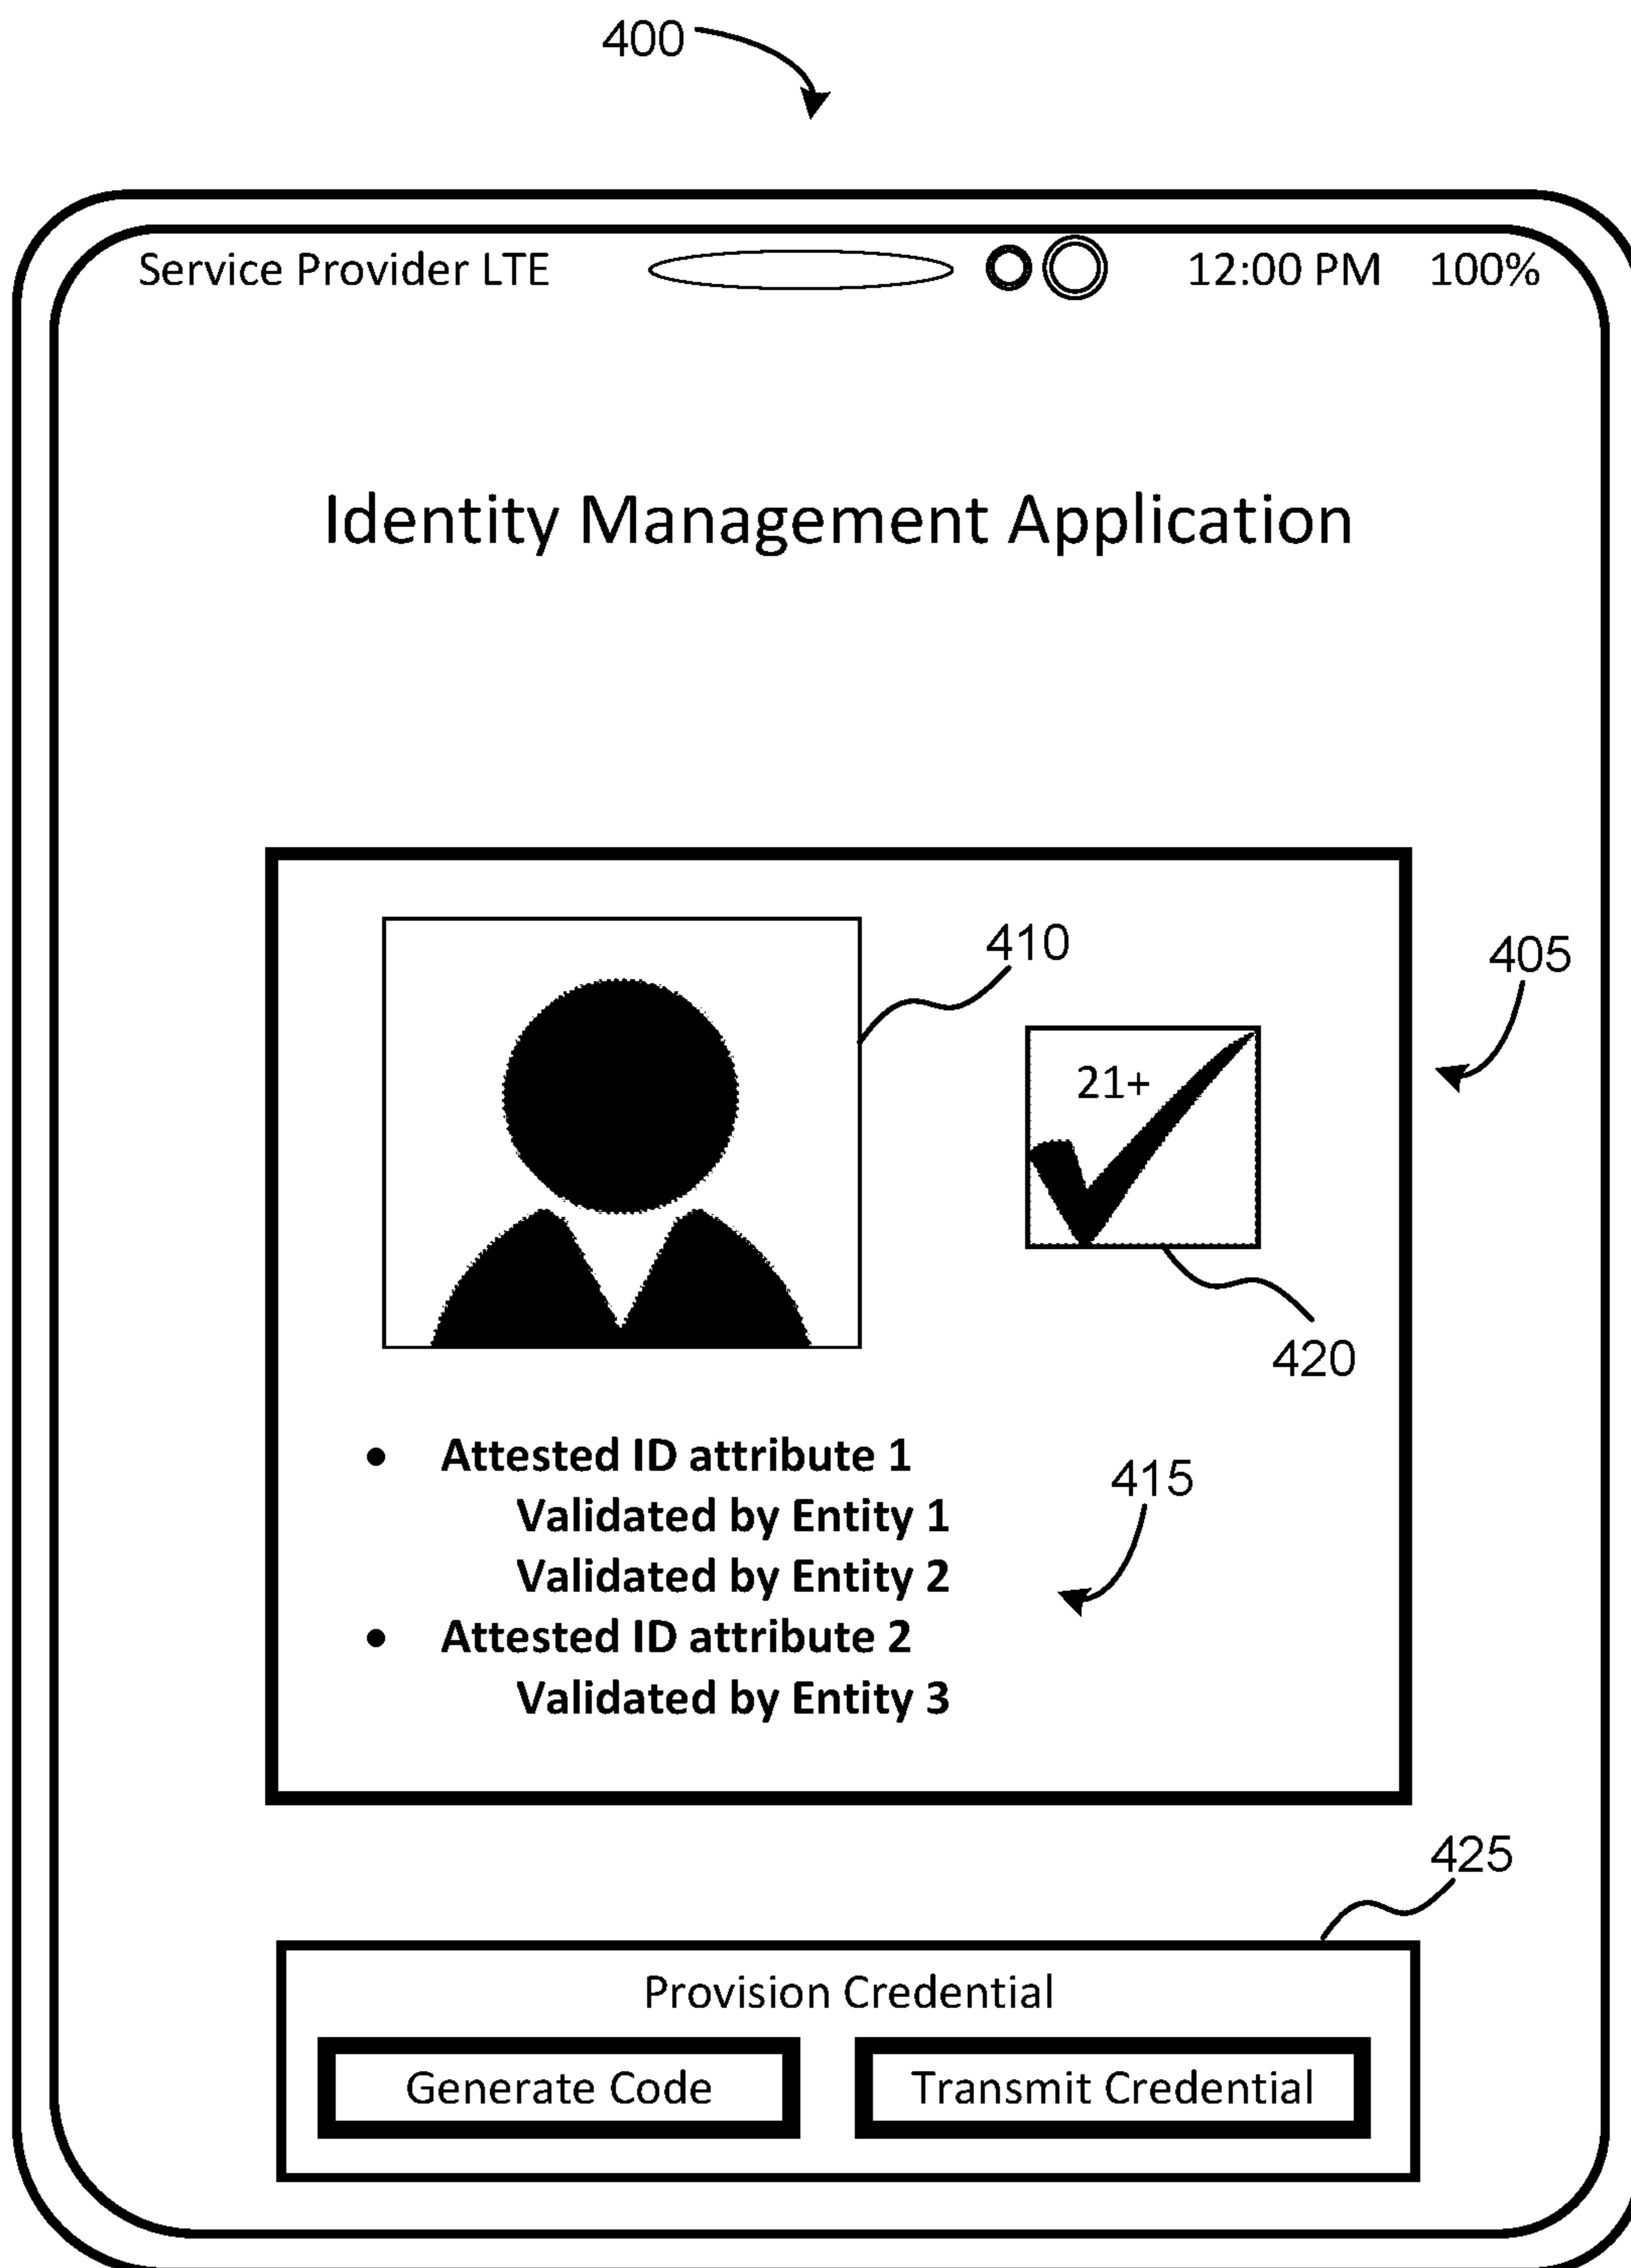 400
Service Provider LTE 12:00 PM 100%
Identity Management Application
410
405
21+
420
• Attested ID attribute 1
Validated by Entity 1
415
Validated by Entity 2
• Attested ID attribute 2
Validated by Entity 3
425
Provision Credential
Generate Code Transmit Credential